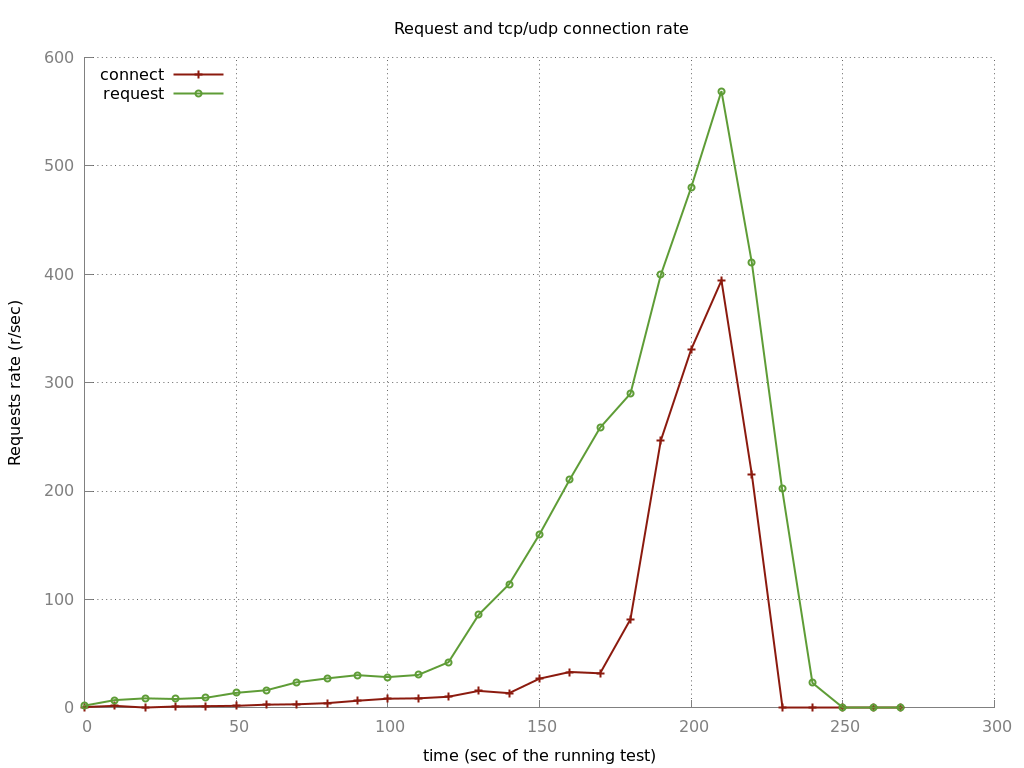 Request and tcp/udp connection rate
600
connect
request
500
400
300
200
100
0
Requests rate (r/sec)
0 50 100 150 200 250 300
time (sec of the running test)